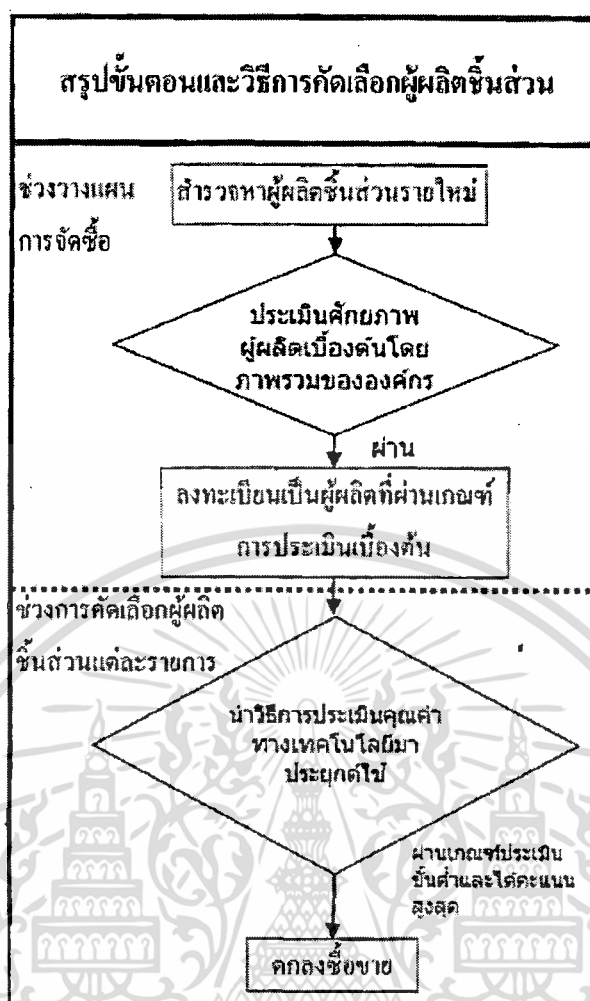 สรุปขั้นตอนและวิธีการคัดเลือกผู้ผลิตชิ้นส่วน
ช่วงวางแผน
การจัดซื้อ
สำรวจหาผู้ผลิตชิ้นส่วนรายใหม่
ประเมินศักยภาพ
ผู้ผลิตเบื้องต้นโดย
ภาพรวมขององค์กร
ผ่าน
ลงทะเบียนเป็นผู้ผลิตที่ผ่านเกณฑ์
การประเมินเบื้องต้น
ช่วงการคัดเลือกผู้ผลิต
ชิ้นส่วนแต่ละรายการ
นำวิธีการประเมินคุณค่า
ทางเทคโนโลยีมา
ประยุกต์ใช้
ผ่านเกณฑ์ประเมิน
ขั้นต่ำและได้คะแนน
สูงสุด
ตกลงซื้อขาย